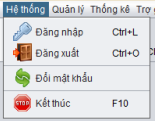 Hệ thống Quản lý Thống kê Trợ g
Đăng nhập Ctrl+L
Đăng xuất Ctrl+O
Đổi mật khẩu
STOP Kết thúc F10